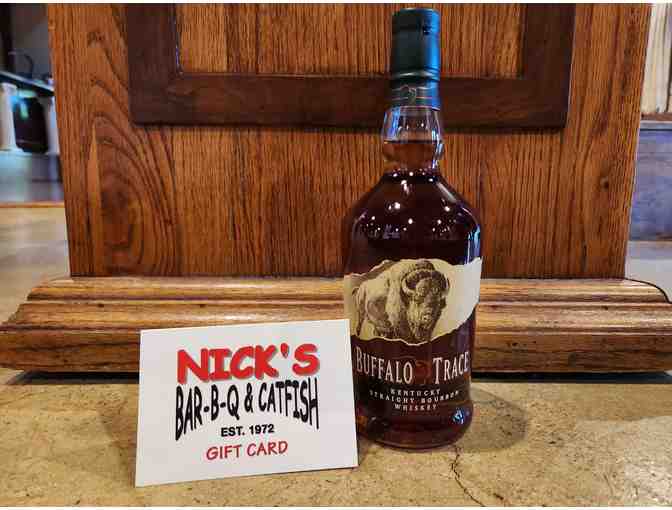 NICK'S
BAR-B-Q & CATFISH
EST. 1972
GIFT CARD
BUFFALO TRACE
KENTUCKY
STRAIGHT BOURBON
WHISKEY